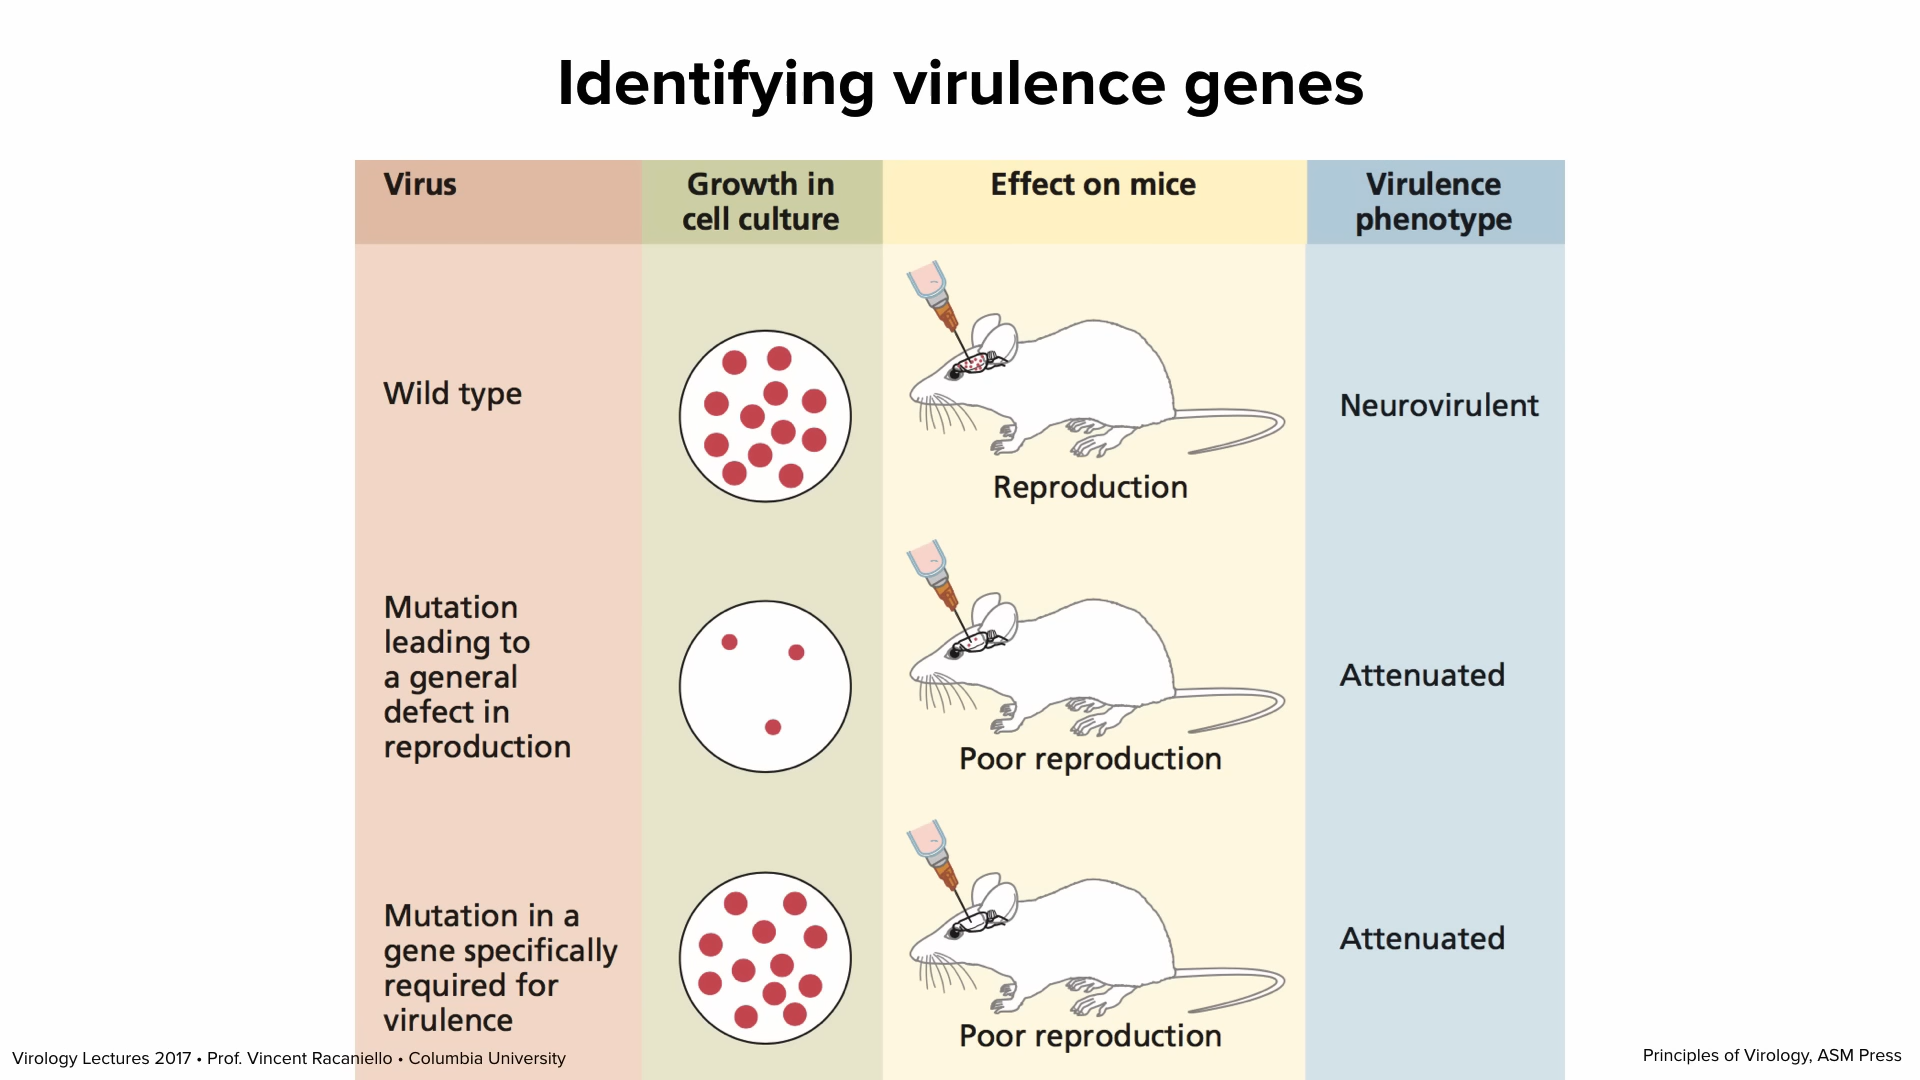 Identifying virulence genes
Virus
Growth in
cell culture
Effect on mice
Virulence
phenotype
Wild type
Reproduction
Neurovirulent
Mutation
leading to
a general
defect in
reproduction
Poor reproduction
Attenuated
Mutation in a
gene specifically
required for
virulence
Poor reproduction
Attenuated
Virology Lectures 2017 • Prof. Vincent Racaniello • Columbia University
Principles of Virology, ASM Press